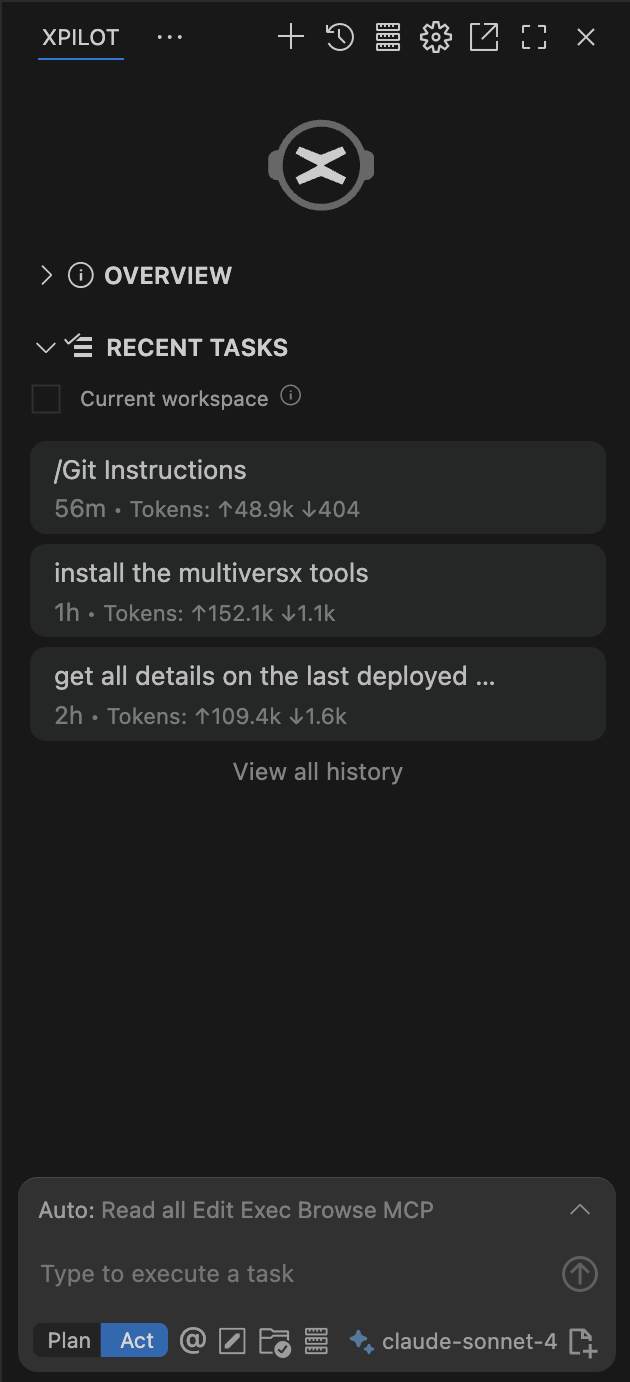 XPILOT
OVERVIEW
RECENT TASKS
Current workspace
/Git Instructions
56m • Tokens: ↑48.9k ↓404
install the multiversx tools
1h • Tokens: ↑152.1k ↓1.1k
get all details on the last deployed ...
2h • Tokens: ↑109.4k ↓1.6k
View all history
Auto: Read all Edit Exec Browse MCP
Type to execute a task
Plan Act @ claude-sonnet-4